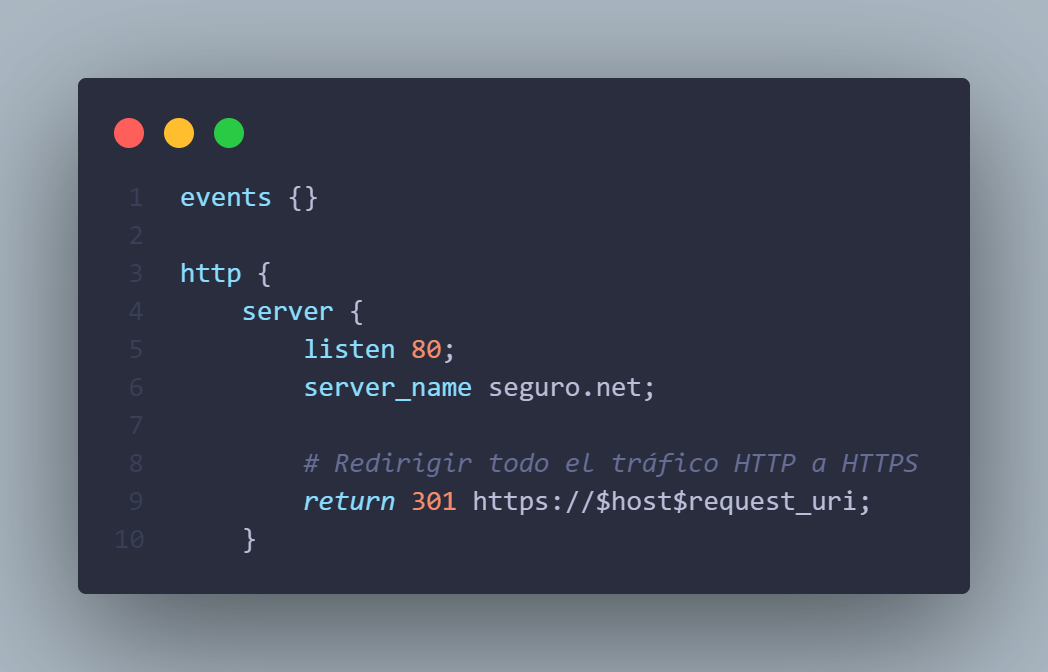 1 events {}
2
3 http {
4     server {
5         listen 80;
6         server_name seguro.net;
7
8         # Redirigir todo el tráfico HTTP a HTTPS
9         return 301 https://$host$request_uri;
10     }